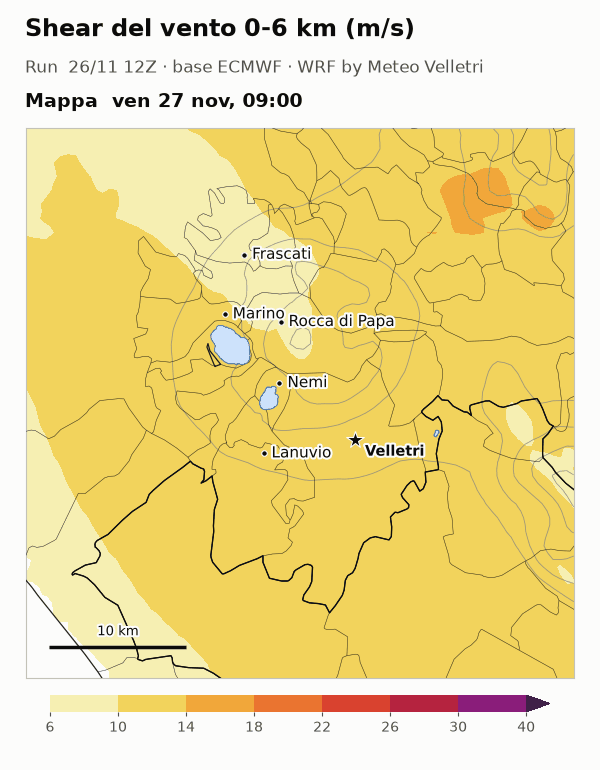 Shear del vento 0-6 km (m/s)
Run  26/11 12Z · base ECMWF · WRF by Meteo Velletri
Mappa  ven 27 nov, 09:00
Frascati
Marino
Rocca di Papa
Nemi
Velletri
Lanuvio
10 km
6 10 14 18 22 26 30 40